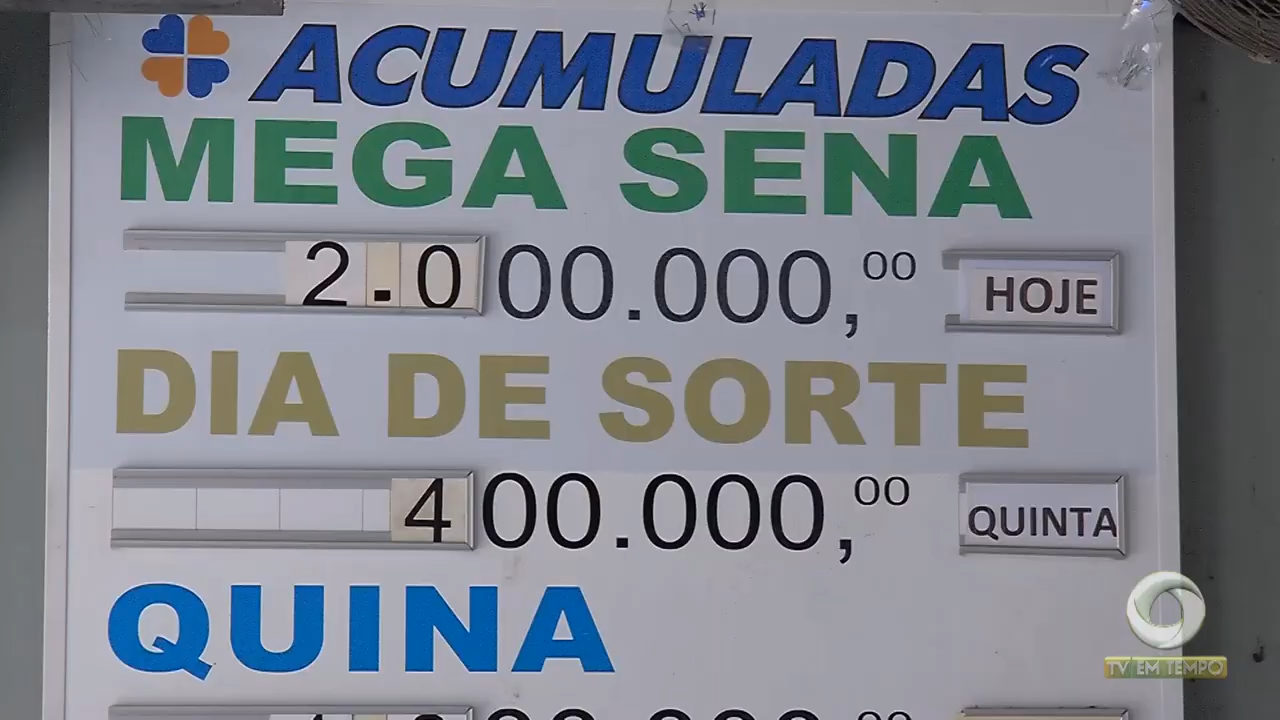 ACUMULADAS
MEGA SENA
2.000.000,00 HOJE
DIA DE SORTE
400.000,00 QUINTA
QUINA
TV EM TEMPO